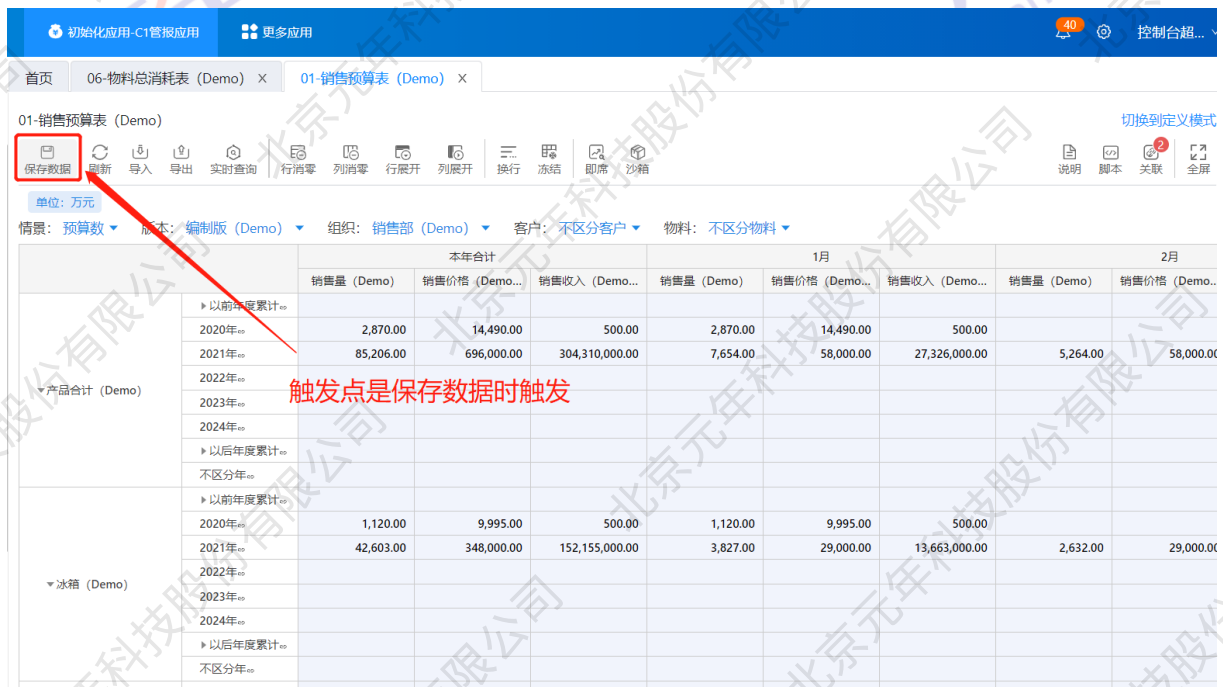 初始化应用-C1管报应用 更多应用 40 控制台超...
首页 06-物料总消耗表（Demo） X 01-销售预算表（Demo） X
01-销售预算表（Demo） 切换到定义模式
保存数据 刷新 导入 导出 实时查询 行消零 列消零 行展开 列展开 换行 冻结 即席 沙箱 说明 脚本 关联 2 全屏
单位：万元
情景： 预算数 版本： 编制版（Demo） 组织： 销售部（Demo） 客户： 不区分客户 物料： 不区分物料
本年合计 1月 2月
销售量（Demo） 销售价格（Demo... 销售收入（Demo... 销售量（Demo） 销售价格（Demo... 销售收入（Demo... 销售量（Demo） 销售价格（Demo...
以前年度累计
2020年 2,870.00 14,490.00 500.00 2,870.00 14,490.00 500.00
2021年 85,206.00 696,000.00 304,310,000.00 7,654.00 58,000.00 27,326,000.00 5,264.00 58,000.00
2022年
产品合计（Demo）
触发点是保存数据时触发
2023年
2024年
以后年度累计
不区分年
以前年度累计
2020年 1,120.00 9,995.00 500.00 1,120.00 9,995.00 500.00
2021年 42,603.00 348,000.00 152,155,000.00 3,827.00 29,000.00 13,663,000.00 2,632.00 29,000.00
2022年
冰箱（Demo）
2023年
2024年
以后年度累计
不区分年
北京元年科技股份有限公司